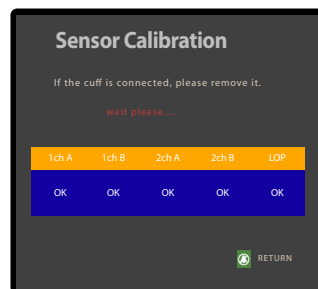 Sensor Calibration
If the cuff is connected, please remove it.
wait please.....
1ch A 1ch B 2ch A 2ch B LOP
OK OK OK OK OK
RETURN